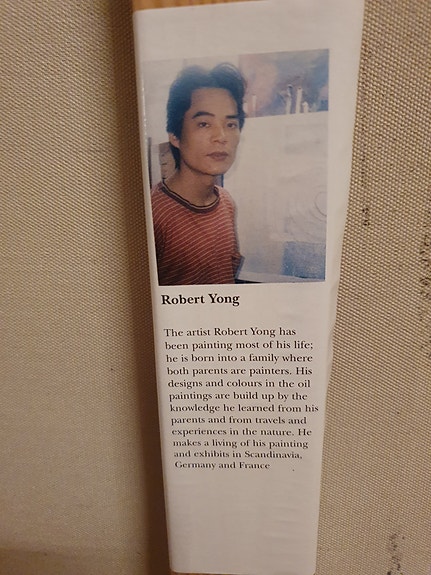 Robert Yong
The artist Robert Yong has
been painting most of his life;
he is born into a family where
both parents are painters. His
designs and colours in the oil
paintings are build up by the
knowledge he learned from his
parents and from travels and
experiences in the nature. He
makes a living of his painting
and exhibits in Scandinavia,
Germany and France